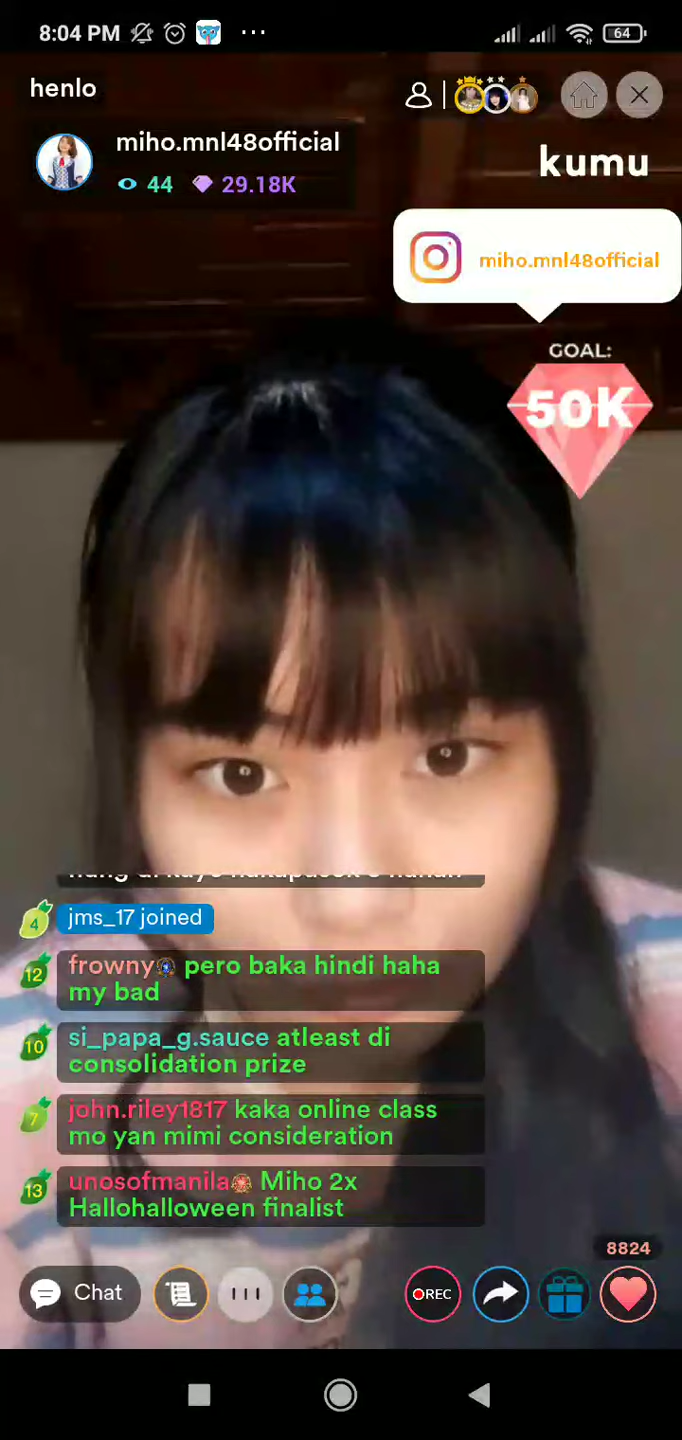 8:04 PM
64
henlo
miho.mnl48official
44 29.18K
kumu
miho.mnl48official
GOAL:
50K
4 jms_17 joined
12 frowny pero baka hindi haha
my bad
10 si_papa_g.sauce atleast di
consolidation prize
7 john.riley1817 kaka online class
mo yan mimi consideration
13 unosofmanila Miho 2x
Hallohalloween finalist
8824
Chat
REC